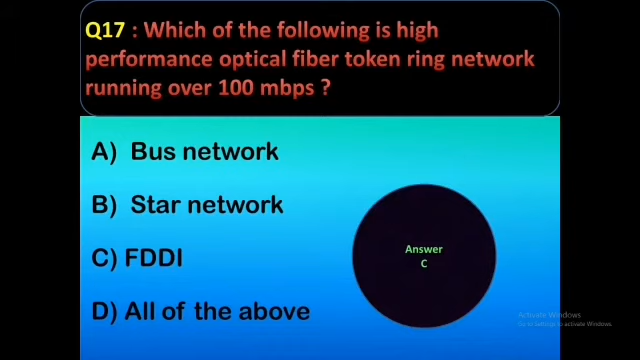 Q17 : Which of the following is high
performance optical fiber token ring network
running over 100 mbps ?
A) Bus network
B) Star network
C) FDDI
D) All of the above
Answer
C
Activate Windows
Go to Settings to activate Windows.